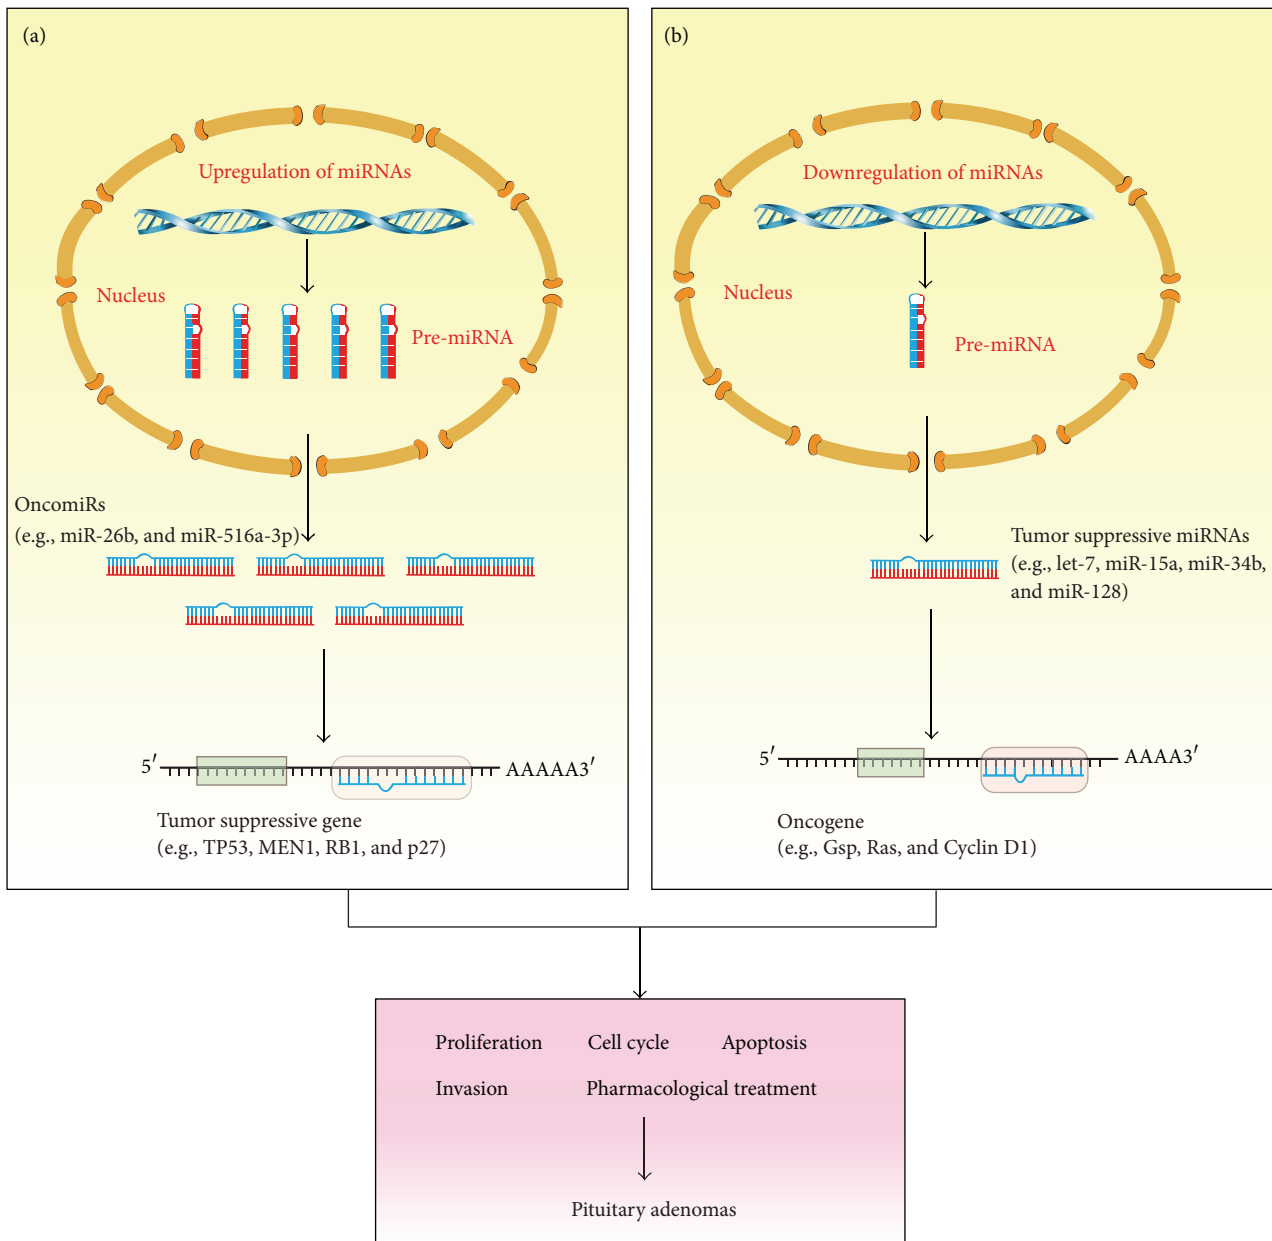 (a)
Upregulation of miRNAs
Nucleus
Pre-miRNA
OncomiRs
(e.g., miR-26b, and miR-516a-3p)
5′
AAAAA3′
Tumor suppressive gene
(e.g., TP53, MEN1, RB1, and p27)
(b)
Downregulation of miRNAs
Nucleus
Pre-miRNA
Tumor suppressive miRNAs
(e.g., let-7, miR-15a, miR-34b,
and miR-128)
5′
AAAA3′
Oncogene
(e.g., Gsp, Ras, and Cyclin D1)
Proliferation Cell cycle Apoptosis
Invasion Pharmacological treatment
Pituitary adenomas